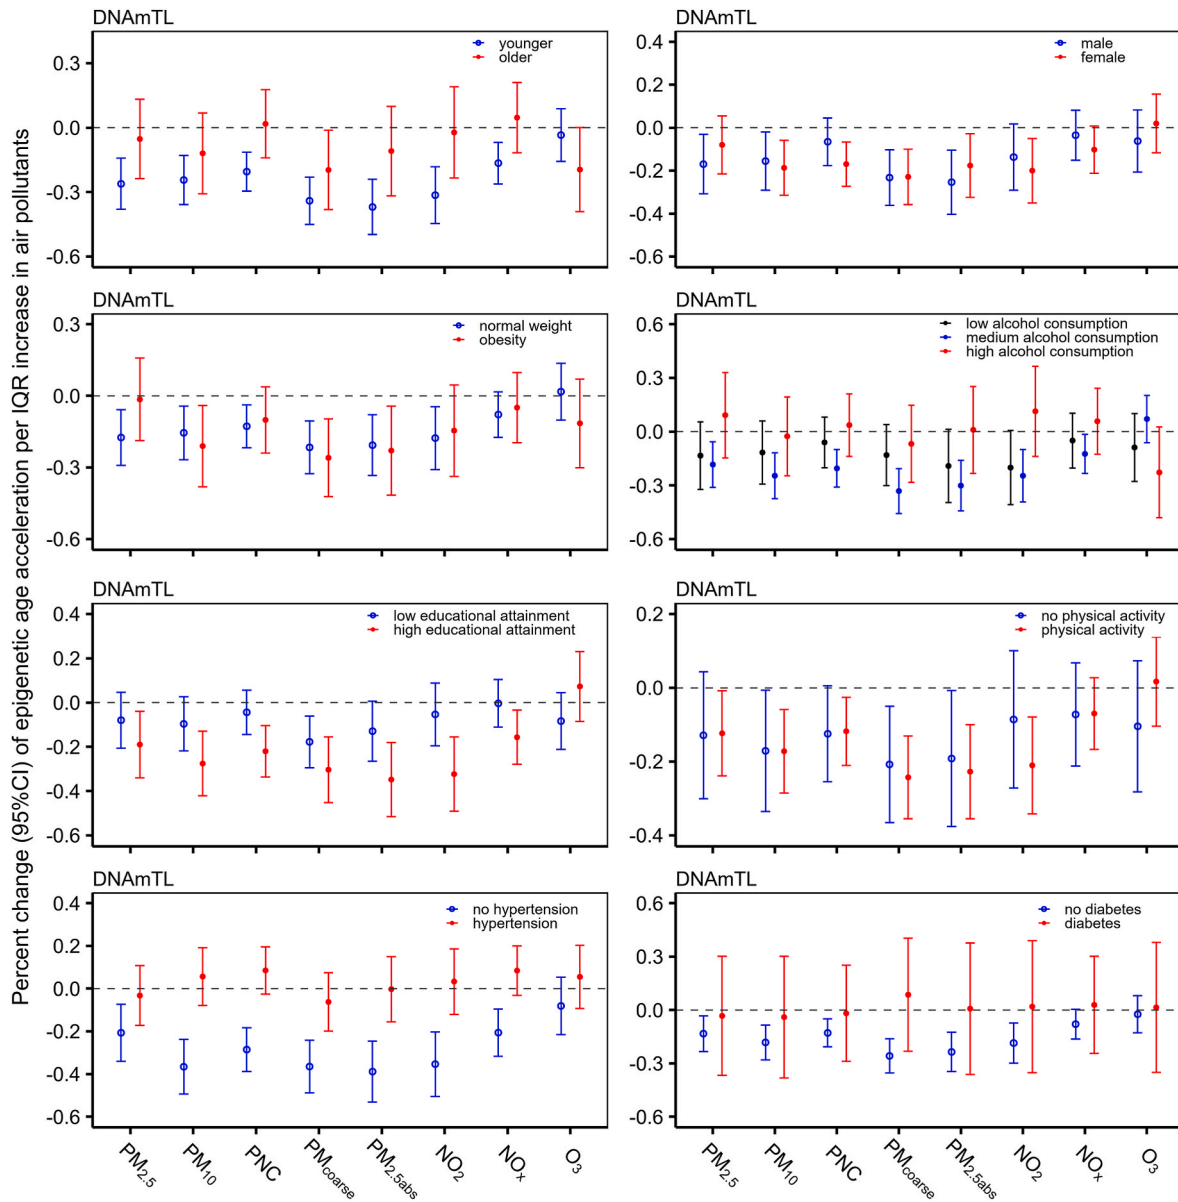 Percent change (95%CI) of epigenetic age acceleration per IQR increase in air pollutants
DNAmTL
younger
older
0.3
0.0
-0.3
-0.6
DNAmTL
male
female
0.4
0.2
0.0
-0.2
-0.4
-0.6
DNAmTL
normal weight
obesity
0.3
0.0
-0.3
-0.6
DNAmTL
low alcohol consumption
medium alcohol consumption
high alcohol consumption
0.6
0.3
0.0
-0.3
-0.6
DNAmTL
low educational attainment
high educational attainment
0.4
0.2
0.0
-0.2
-0.4
-0.6
DNAmTL
no physical activity
physical activity
0.2
0.0
-0.2
-0.4
DNAmTL
no hypertension
hypertension
0.4
0.2
0.0
-0.2
-0.4
-0.6
PM2.5
PM10
PNC
PMcoarse
PM2.5abs
NO2
NOx
O3
DNAmTL
no diabetes
diabetes
0.6
0.3
0.0
-0.3
-0.6
PM2.5
PM10
PNC
PMcoarse
PM2.5abs
NO2
NOx
O3